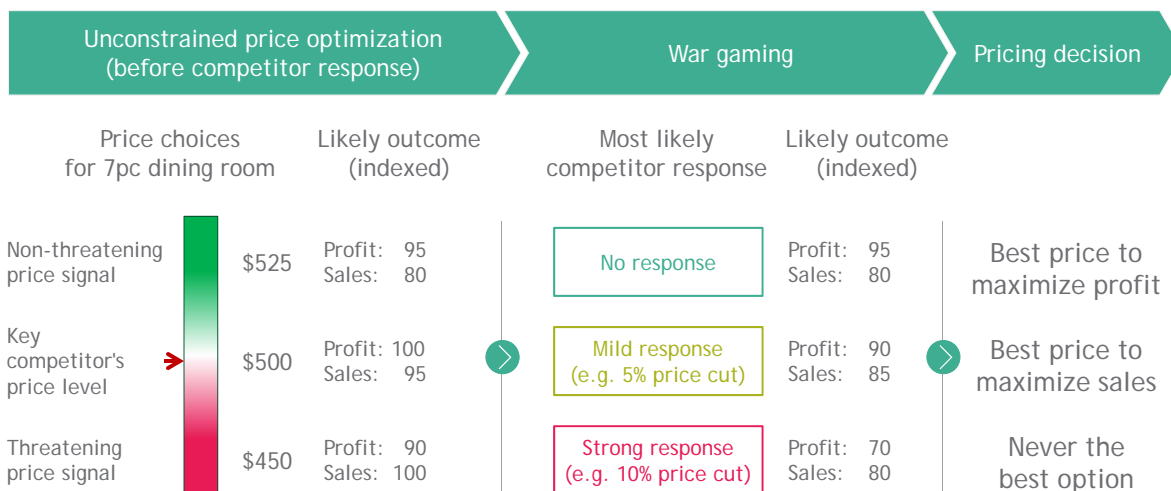 Unconstrained price optimization
(before competitor response)
War gaming
Pricing decision
Price choices
for 7pc dining room
Likely outcome
(indexed)
Most likely
competitor response
Likely outcome
(indexed)
Non-threatening
price signal
$525
Profit: 95
Sales: 80
No response
Profit: 95
Sales: 80
Best price to
maximize profit
Key
competitor's
price level
$500
Profit: 100
Sales: 95
Mild response
(e.g. 5% price cut)
Profit: 90
Sales: 85
Best price to
maximize sales
Threatening
price signal
$450
Profit: 90
Sales: 100
Strong response
(e.g. 10% price cut)
Profit: 70
Sales: 80
Never the
best option